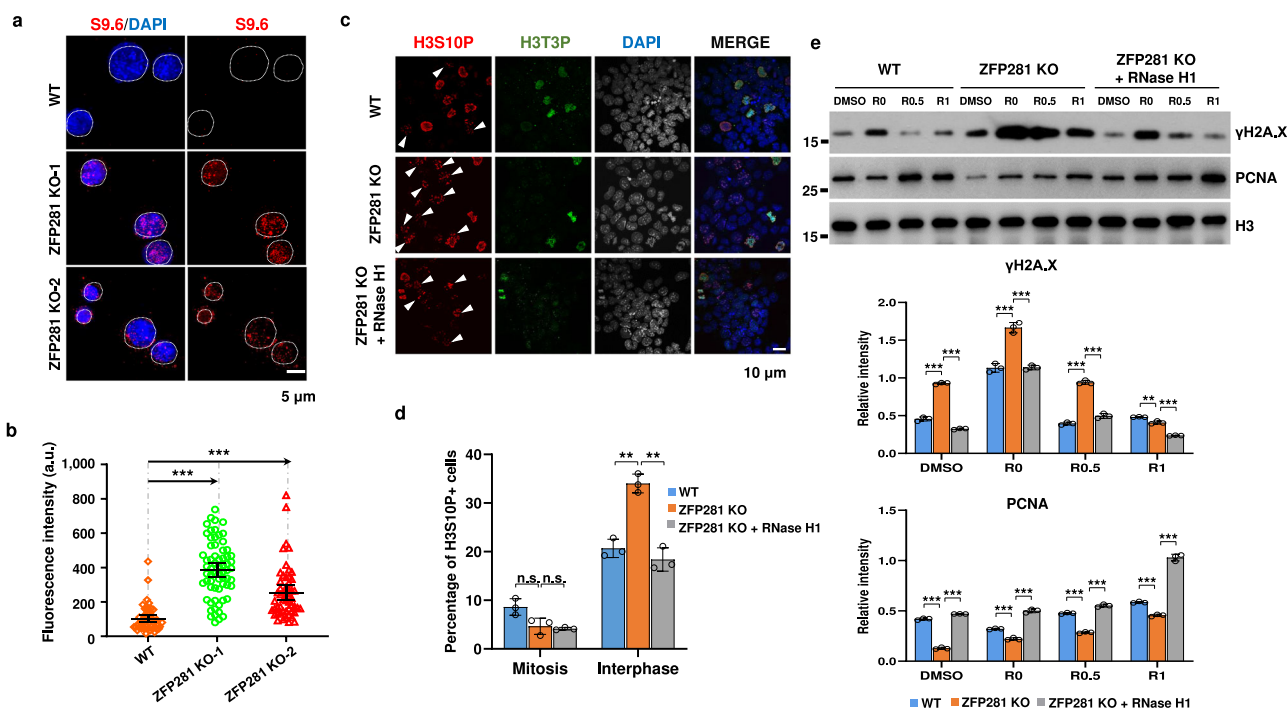 a
S9.6/DAPI
S9.6
WT
ZFP281 KO-1
ZFP281 KO-2
5 μm
b
Fluorescence intensity (a.u.)
1,000
800
600
400
200
0
***
***
WT
ZFP281 KO-1
ZFP281 KO-2
c
H3S10P
H3T3P
DAPI
MERGE
WT
ZFP281 KO
ZFP281 KO
+ RNase H1
10 μm
d
Percentage of H3S10P+ cells
40
30
20
10
0
n.s.
n.s.
**
**
Mitosis
Interphase
WT
ZFP281 KO
ZFP281 KO + RNase H1
e
WT
ZFP281 KO
ZFP281 KO
+ RNase H1
DMSO R0 R0.5 R1 DMSO R0 R0.5 R1 DMSO R0 R0.5 R1
15
γH2A.X
25
PCNA
15
H3
γH2A.X
Relative intensity
2.0
1.5
1.0
0.5
0.0
***
***
***
***
***
***
**
***
DMSO
R0
R0.5
R1
PCNA
Relative intensity
1.5
1.0
0.5
0.0
***
***
***
***
***
***
***
***
DMSO
R0
R0.5
R1
WT
ZFP281 KO
ZFP281 KO + RNase H1